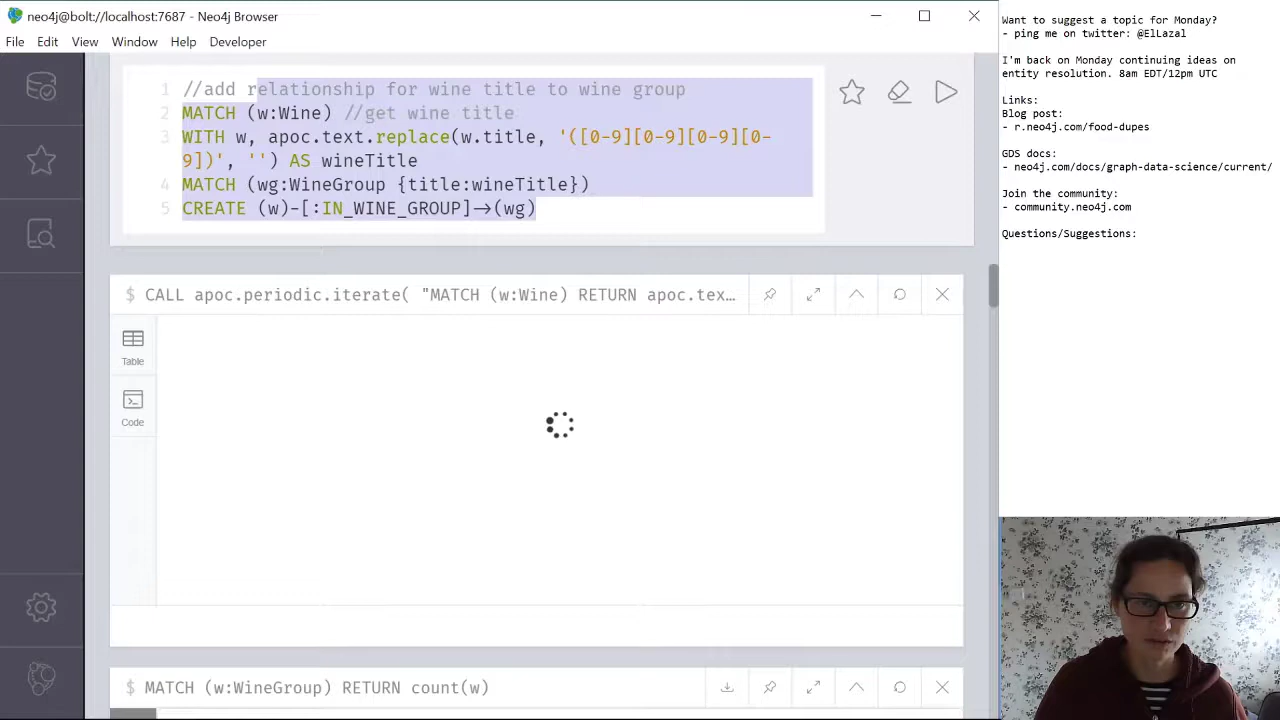 neo4j@bolt://localhost:7687 - Neo4j Browser
File Edit View Window Help Developer
1 //add relationship for wine title to wine group
2 MATCH (w:Wine) //get wine title
3 WITH w, apoc.text.replace(w.title, '([0-9][0-9][0-9][0-
9])', '') AS wineTitle
4 MATCH (wg:WineGroup {title:wineTitle})
5 CREATE (w)-[:IN_WINE_GROUP]->(wg)
$ CALL apoc.periodic.iterate( "MATCH (w:Wine) RETURN apoc.tex…
Table
Code
$ MATCH (w:WineGroup) RETURN count(w)
Want to suggest a topic for Monday?
- ping me on twitter: @ElLazal
I'm back on Monday continuing ideas on
entity resolution. 8am EDT/12pm UTC
Links:
Blog post:
- r.neo4j.com/food-dupes
GDS docs:
- neo4j.com/docs/graph-data-science/current/
Join the community:
- community.neo4j.com
Questions/Suggestions: